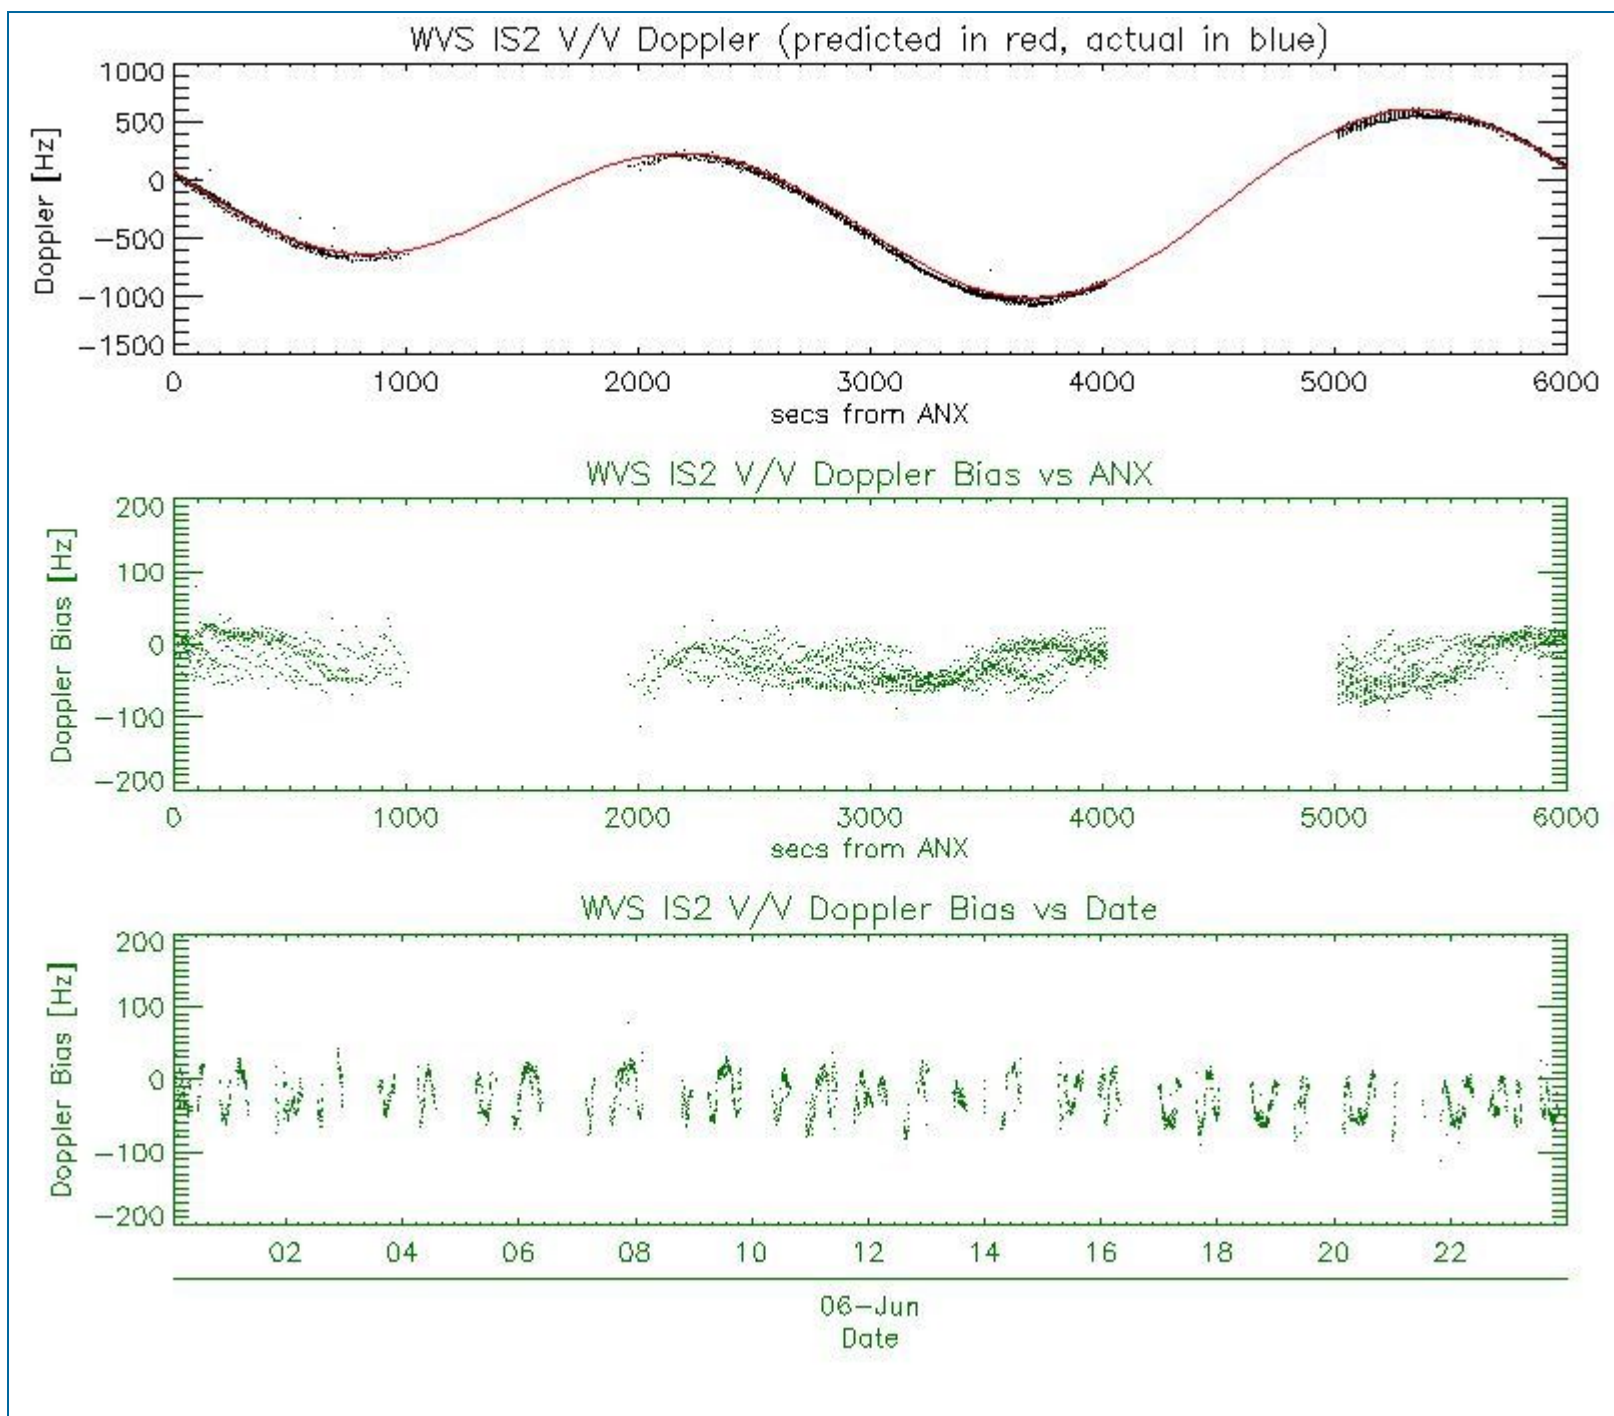 WVS IS2 V/V Doppler (predicted in red, actual in blue)
1000
500
0
-500
-1000
-1500
Doppler [Hz]
0 1000 2000 3000 4000 5000 6000
secs from ANX
WVS IS2 V/V Doppler Bias vs ANX
200
100
0
-100
-200
Doppler Bias [Hz]
0 1000 2000 3000 4000 5000 6000
secs from ANX
WVS IS2 V/V Doppler Bias vs Date
200
100
0
-100
-200
Doppler Bias [Hz]
02 04 06 08 10 12 14 16 18 20 22
06-Jun
Date